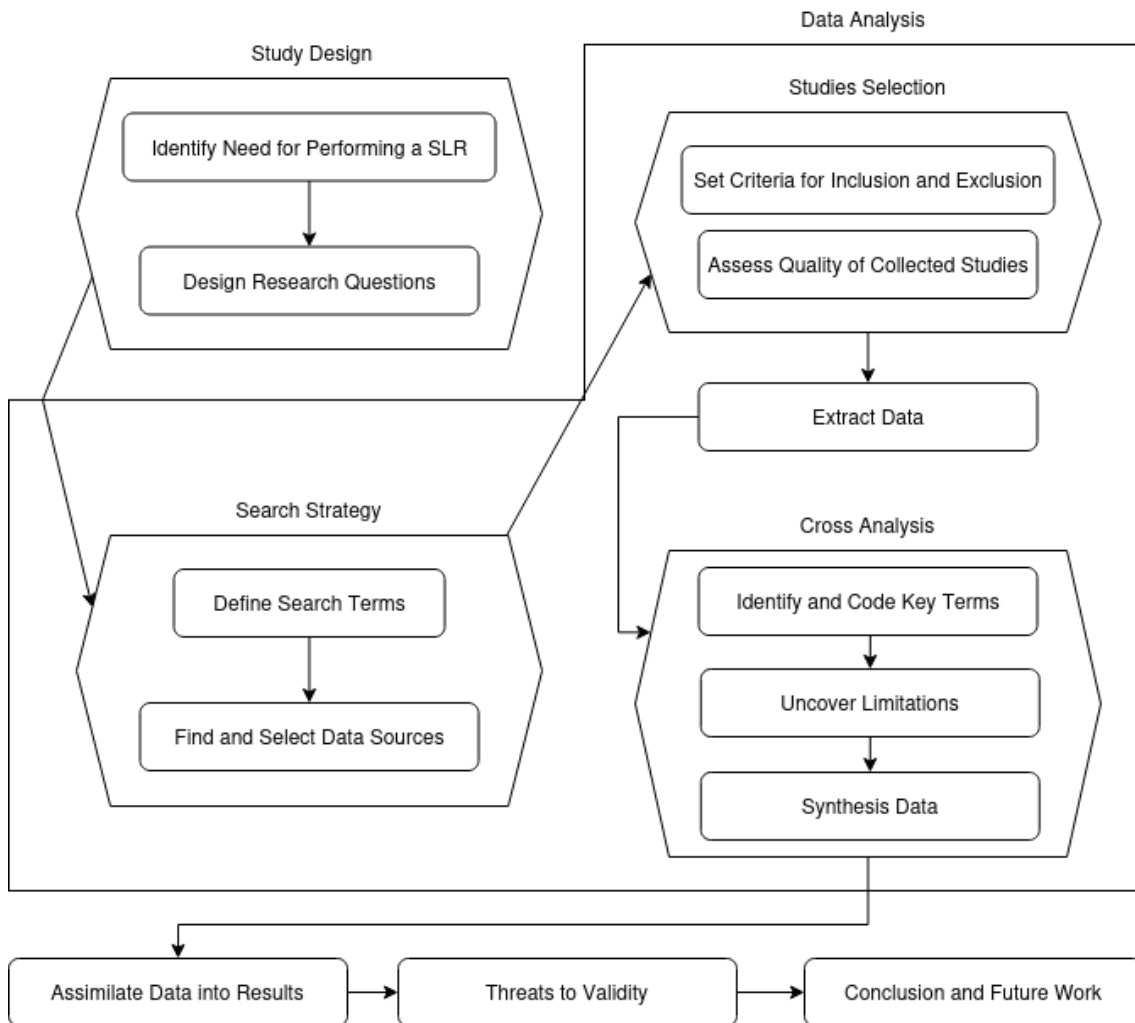 Data Analysis
Study Design
Identify Need for Performing a SLR
Design Research Questions
Search Strategy
Define Search Terms
Find and Select Data Sources
Studies Selection
Set Criteria for Inclusion and Exclusion
Assess Quality of Collected Studies
Extract Data
Cross Analysis
Identify and Code Key Terms
Uncover Limitations
Synthesis Data
Assimilate Data into Results
Threats to Validity
Conclusion and Future Work